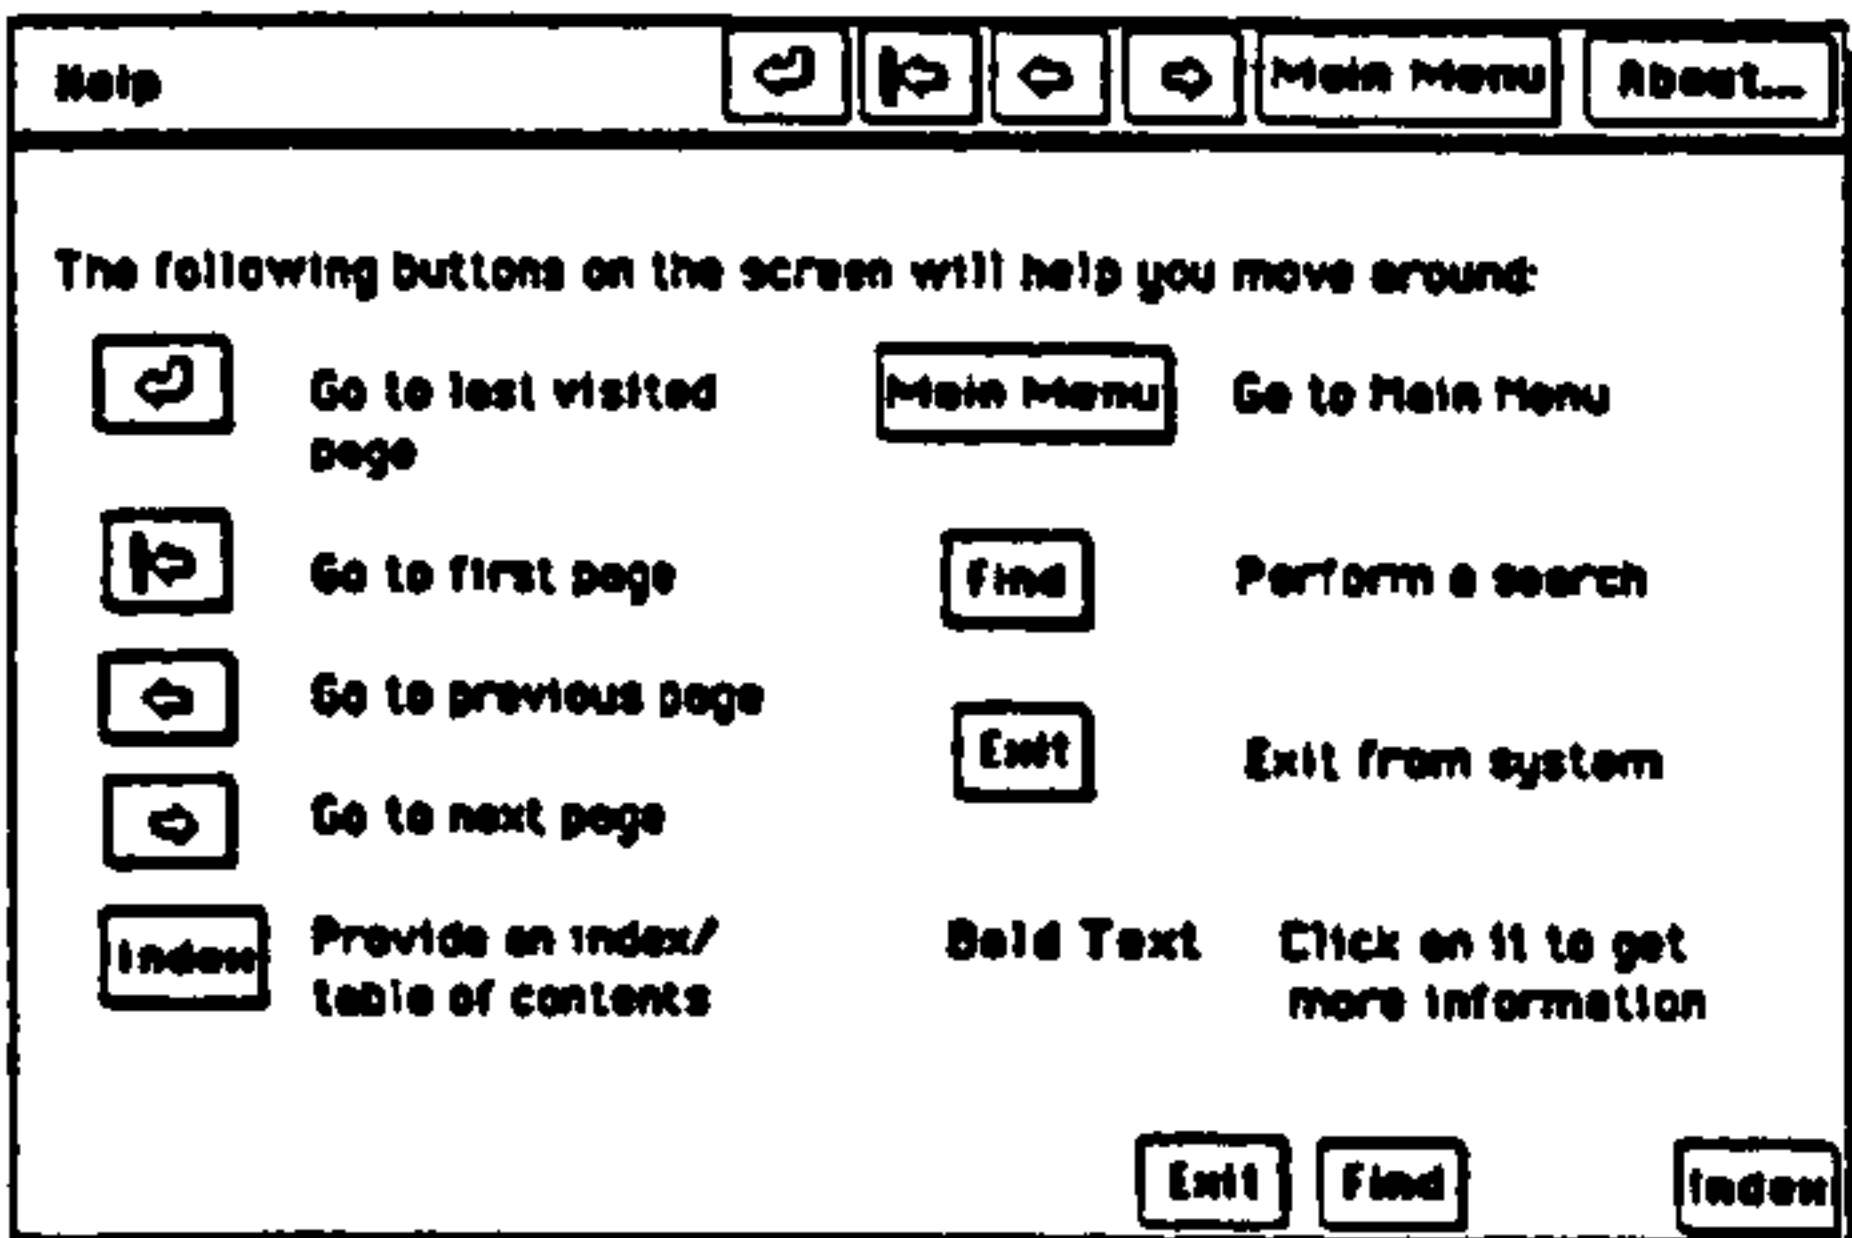 Help
Main Menu
About...
The following buttons on the screen will help you move around:
Go to last visited
page
Main Menu
Go to Main Menu
Go to first page
Find
Perform a search
Go to previous page
Exit
Exit from system
Go to next page
Index
Provide an index/
table of contents
Bold Text
Click on it to get
more information
Exit
Find
Index